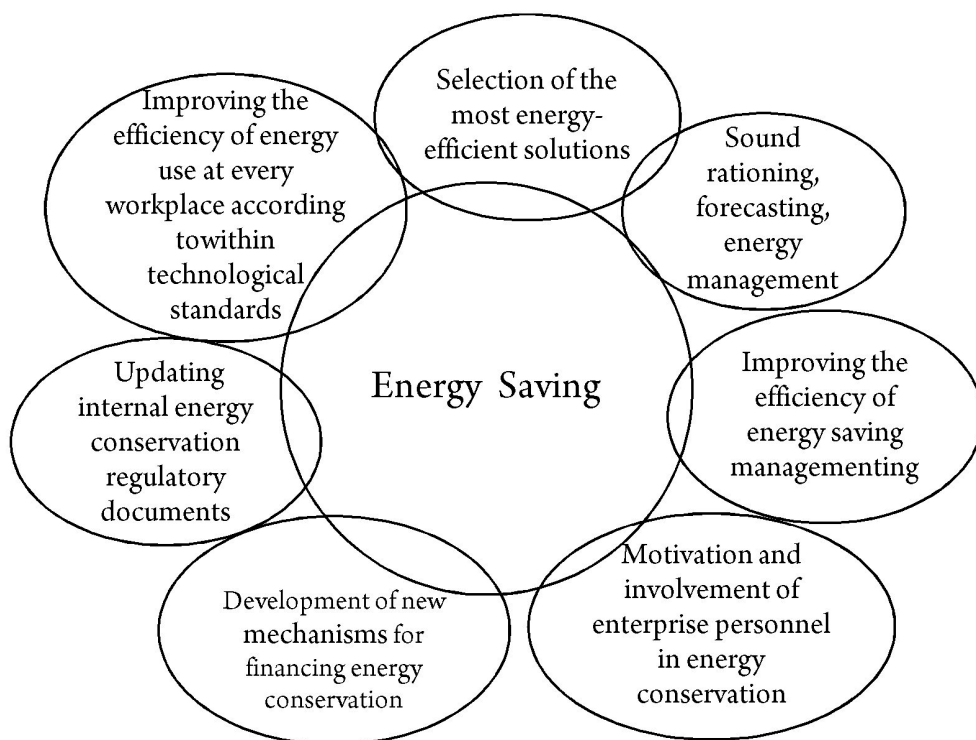 Selection of the
most energy-
efficient solutions
Improving the
efficiency of energy
use at every
workplace according
towithin
technological
standards
Sound
rationing,
forecasting,
energy
management
Energy Saving
Improving the
efficiency of
energy saving
managementing
Updating
internal energy
conservation
regulatory
documents
Motivation and
involvement of
enterprise personnel
in energy
conservation
Development of new
mechanisms for
financing energy
conservation